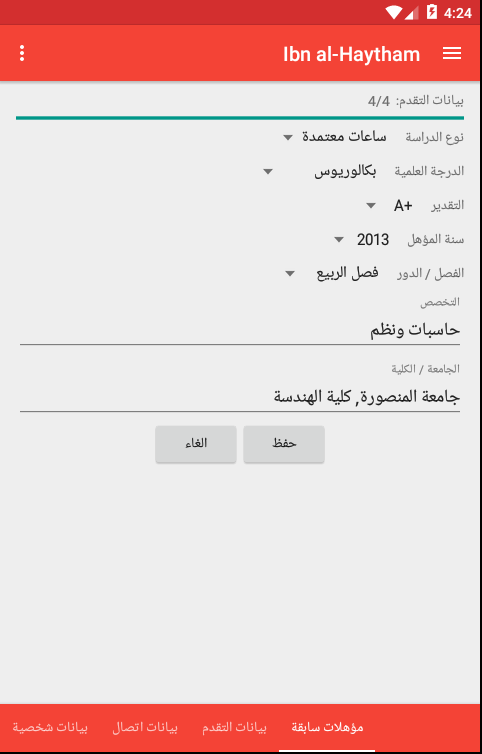 4:24
Ibn al-Haytham
بيانات التقدم: 4/4
نوع الدراسة ساعات معتمدة
الدرجة العلمية بكالوريوس
التقدير A+
سنة المؤهل 2013
الفصل / الدور فصل الربيع
التخصص
حاسبات ونظم
الجامعة / الكلية
جامعة المنصورة, كلية الهندسة
حفظ الغاء
مؤهلات سابقة بيانات التقدم بيانات اتصال بيانات شخصية